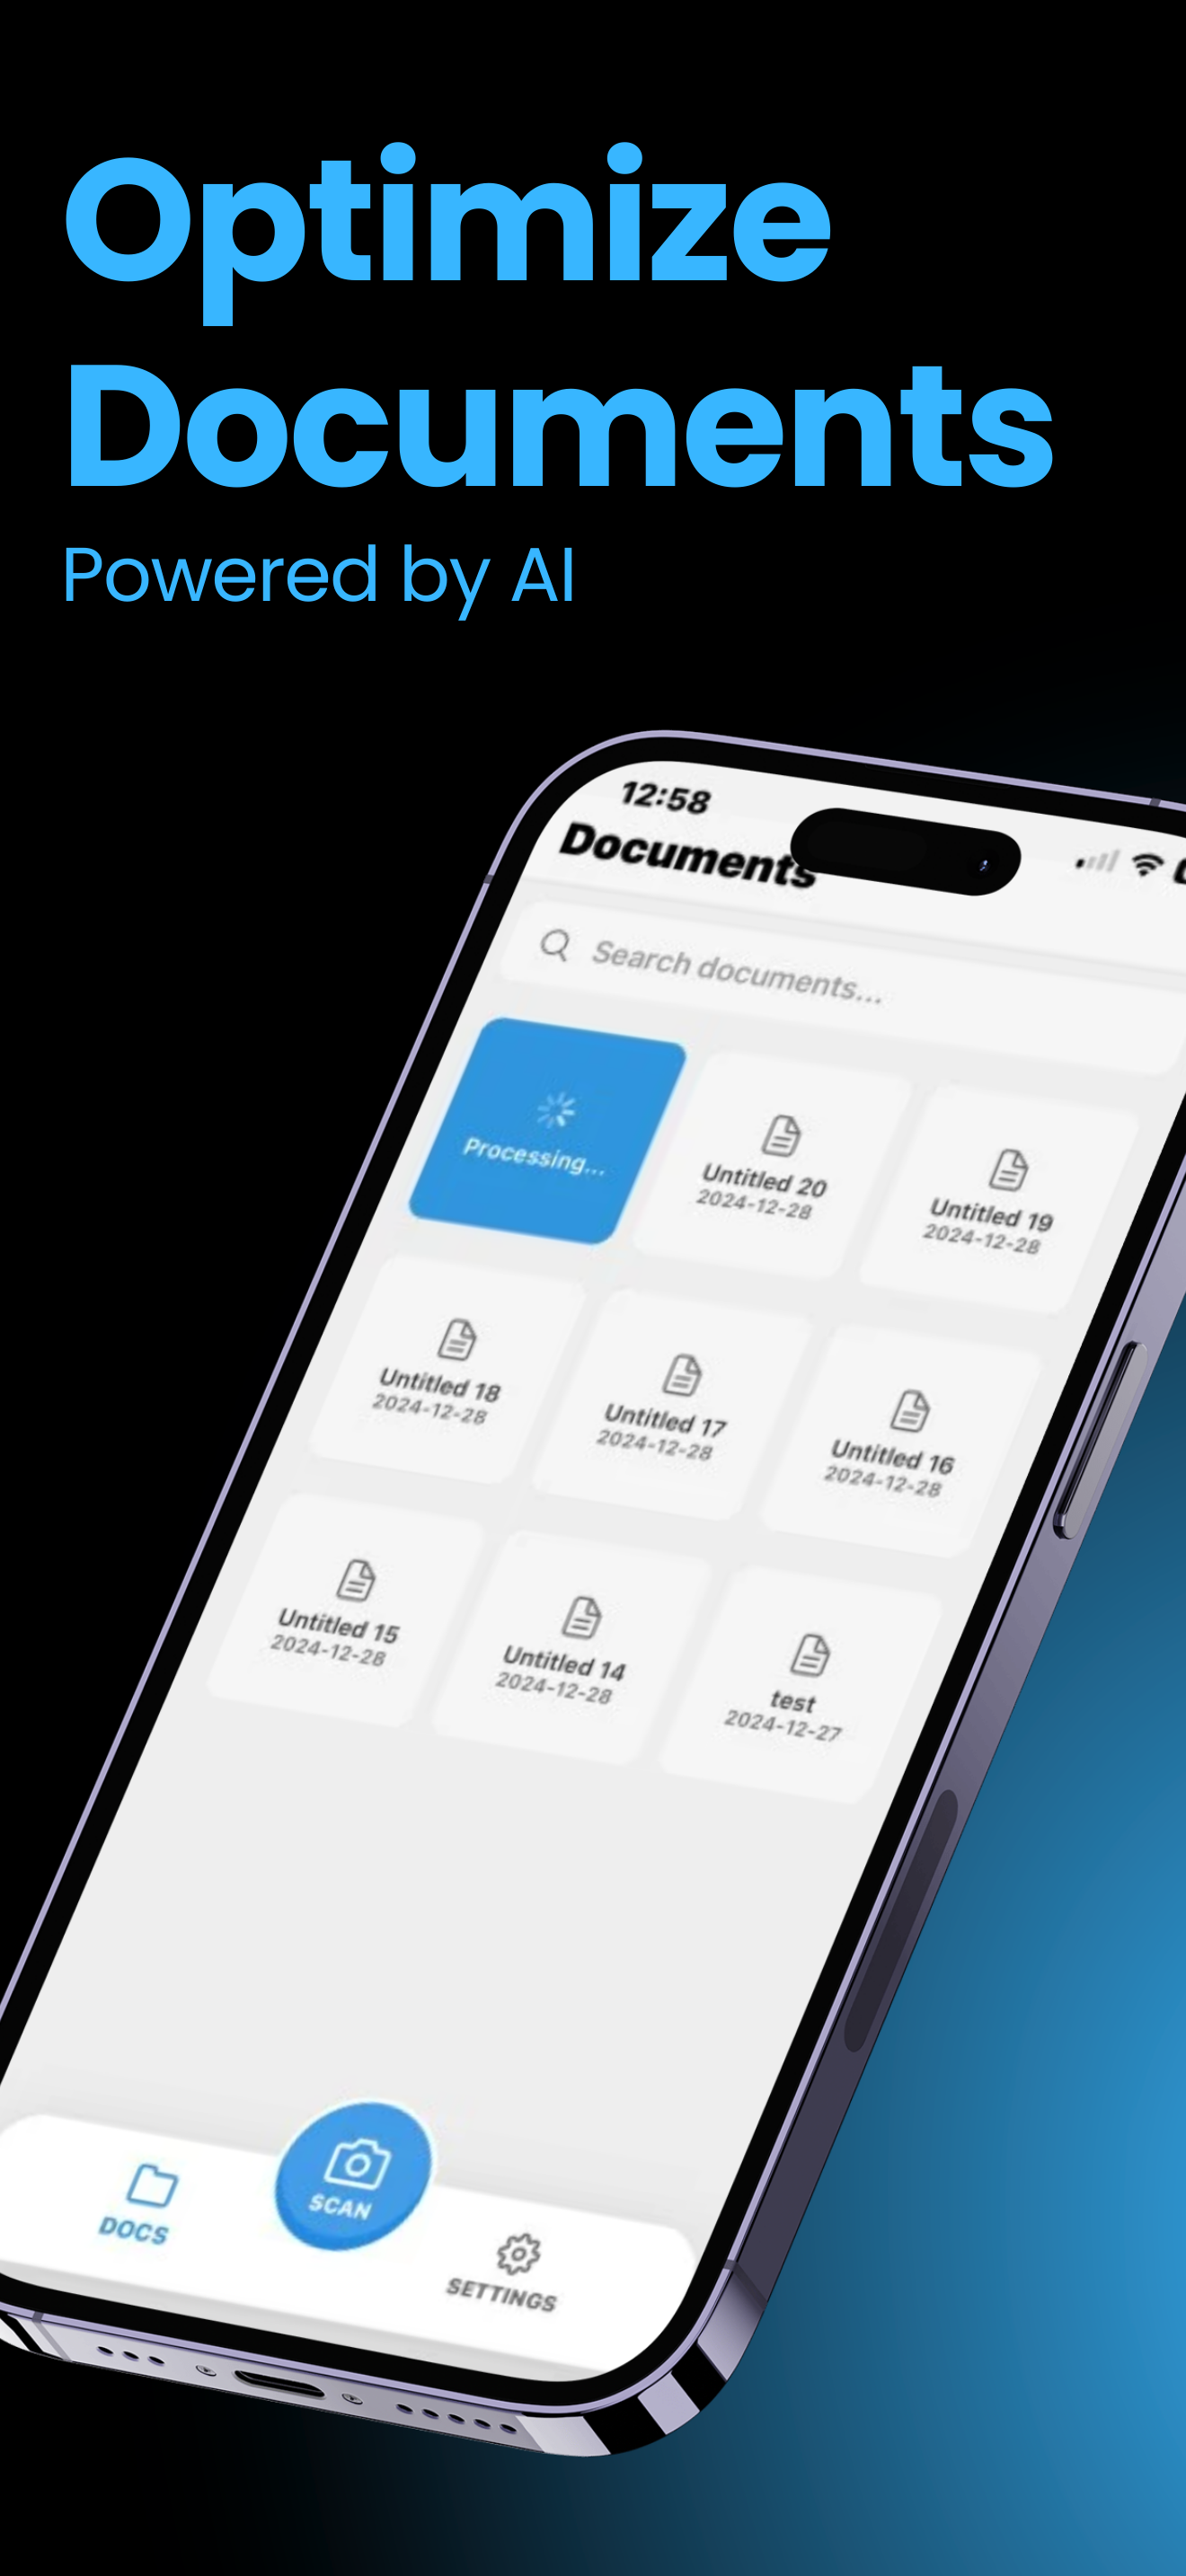 Optimize
Documents
Powered by AI
12:58
Documents
Search documents...
Processing...
Untitled 20
2024-12-28
Untitled 19
2024-12-28
Untitled 18
2024-12-28
Untitled 17
2024-12-28
Untitled 16
2024-12-28
Untitled 15
2024-12-28
Untitled 14
2024-12-28
test
2024-12-27
DOCS
SCAN
SETTINGS